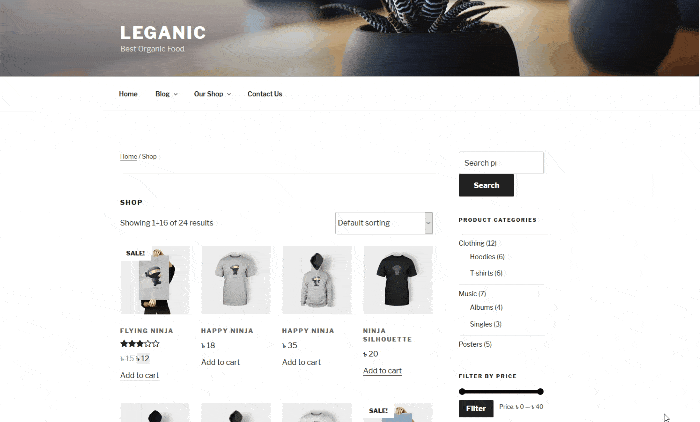 LEGANIC
Best Organic Food
Home
Blog
Our Shop
Contact Us
Home / Shop
SHOP
Showing 1–16 of 24 results
Default sorting
SALE!
FLYING NINJA
৳ 15 ৳ 12
Add to cart
HAPPY NINJA
৳ 18
Add to cart
HAPPY NINJA
৳ 35
Add to cart
NINJA
SILHOUETTE
৳ 20
Add to cart
SALE!
Search
Search
PRODUCT CATEGORIES
Clothing (12)
Hoodies (6)
T-shirts (6)
Music (7)
Albums (4)
Singles (3)
Posters (5)
FILTER BY PRICE
Filter
Price: ৳ 0 — ৳ 40